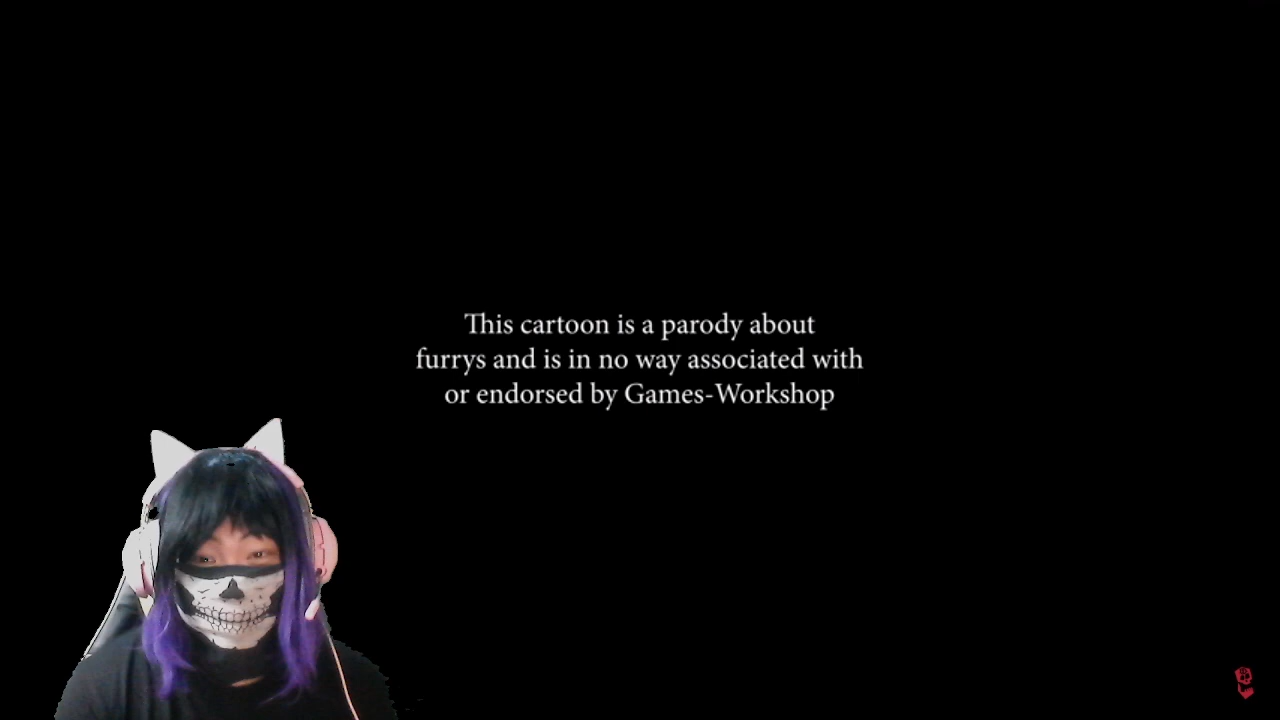 This cartoon is a parody about
furrys and is in no way associated with
or endorsed by Games-Workshop